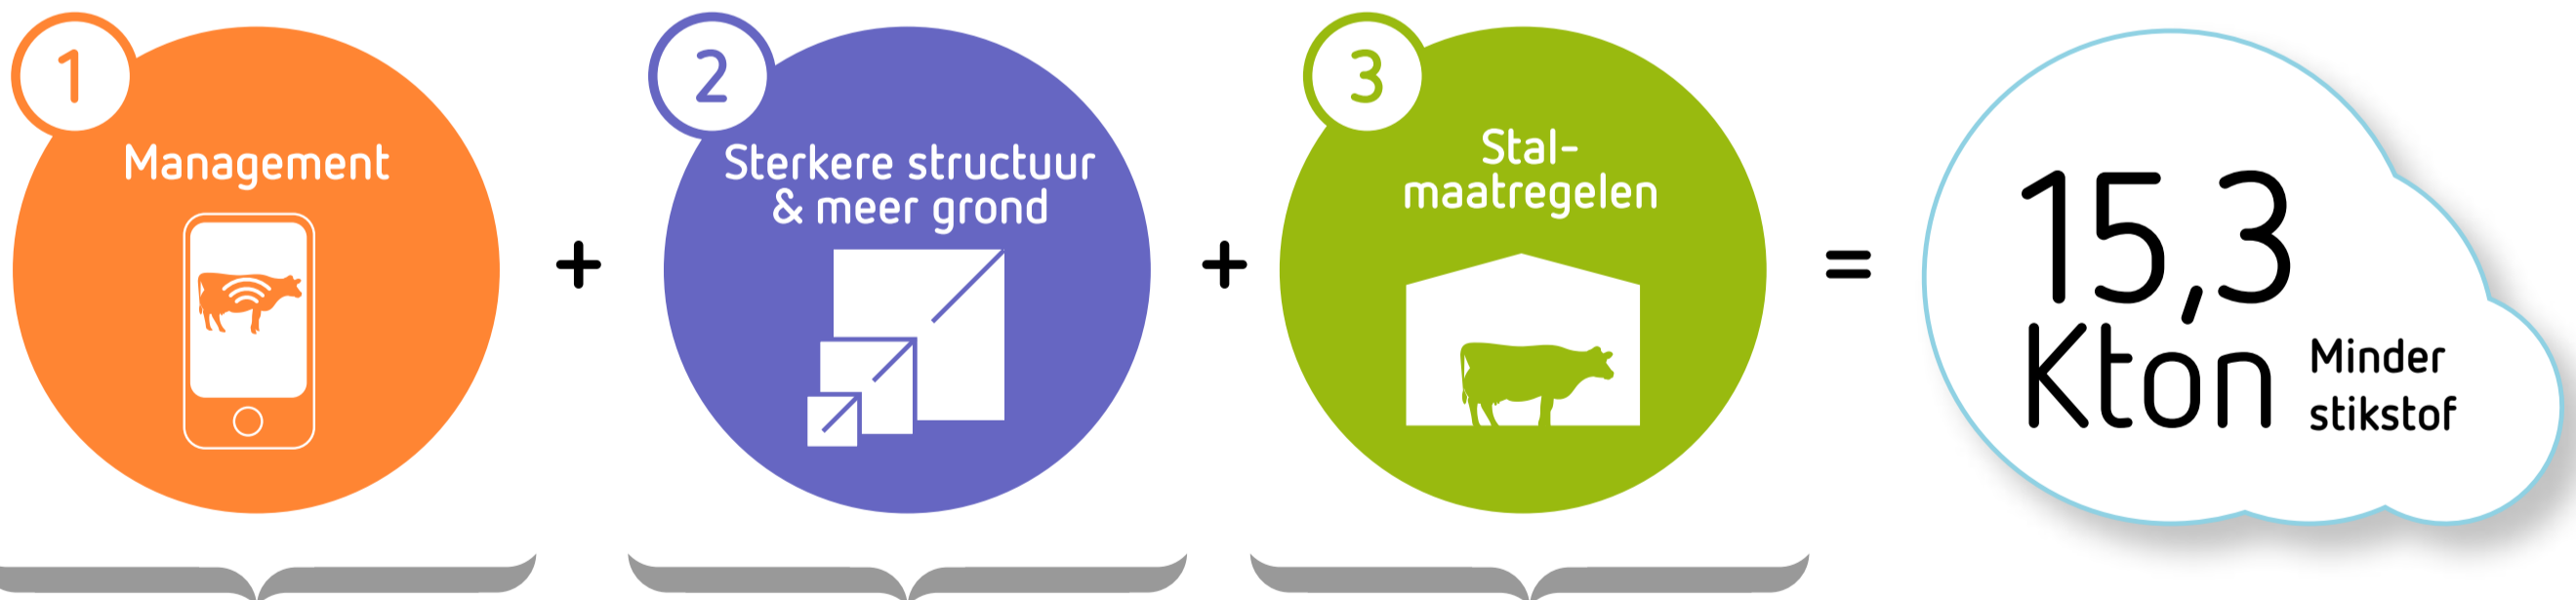 1
Management
+
2
Sterkere structuur
& meer grond
+
3
Stal-
maatregelen
=
15,3
Kton
Minder
stikstof